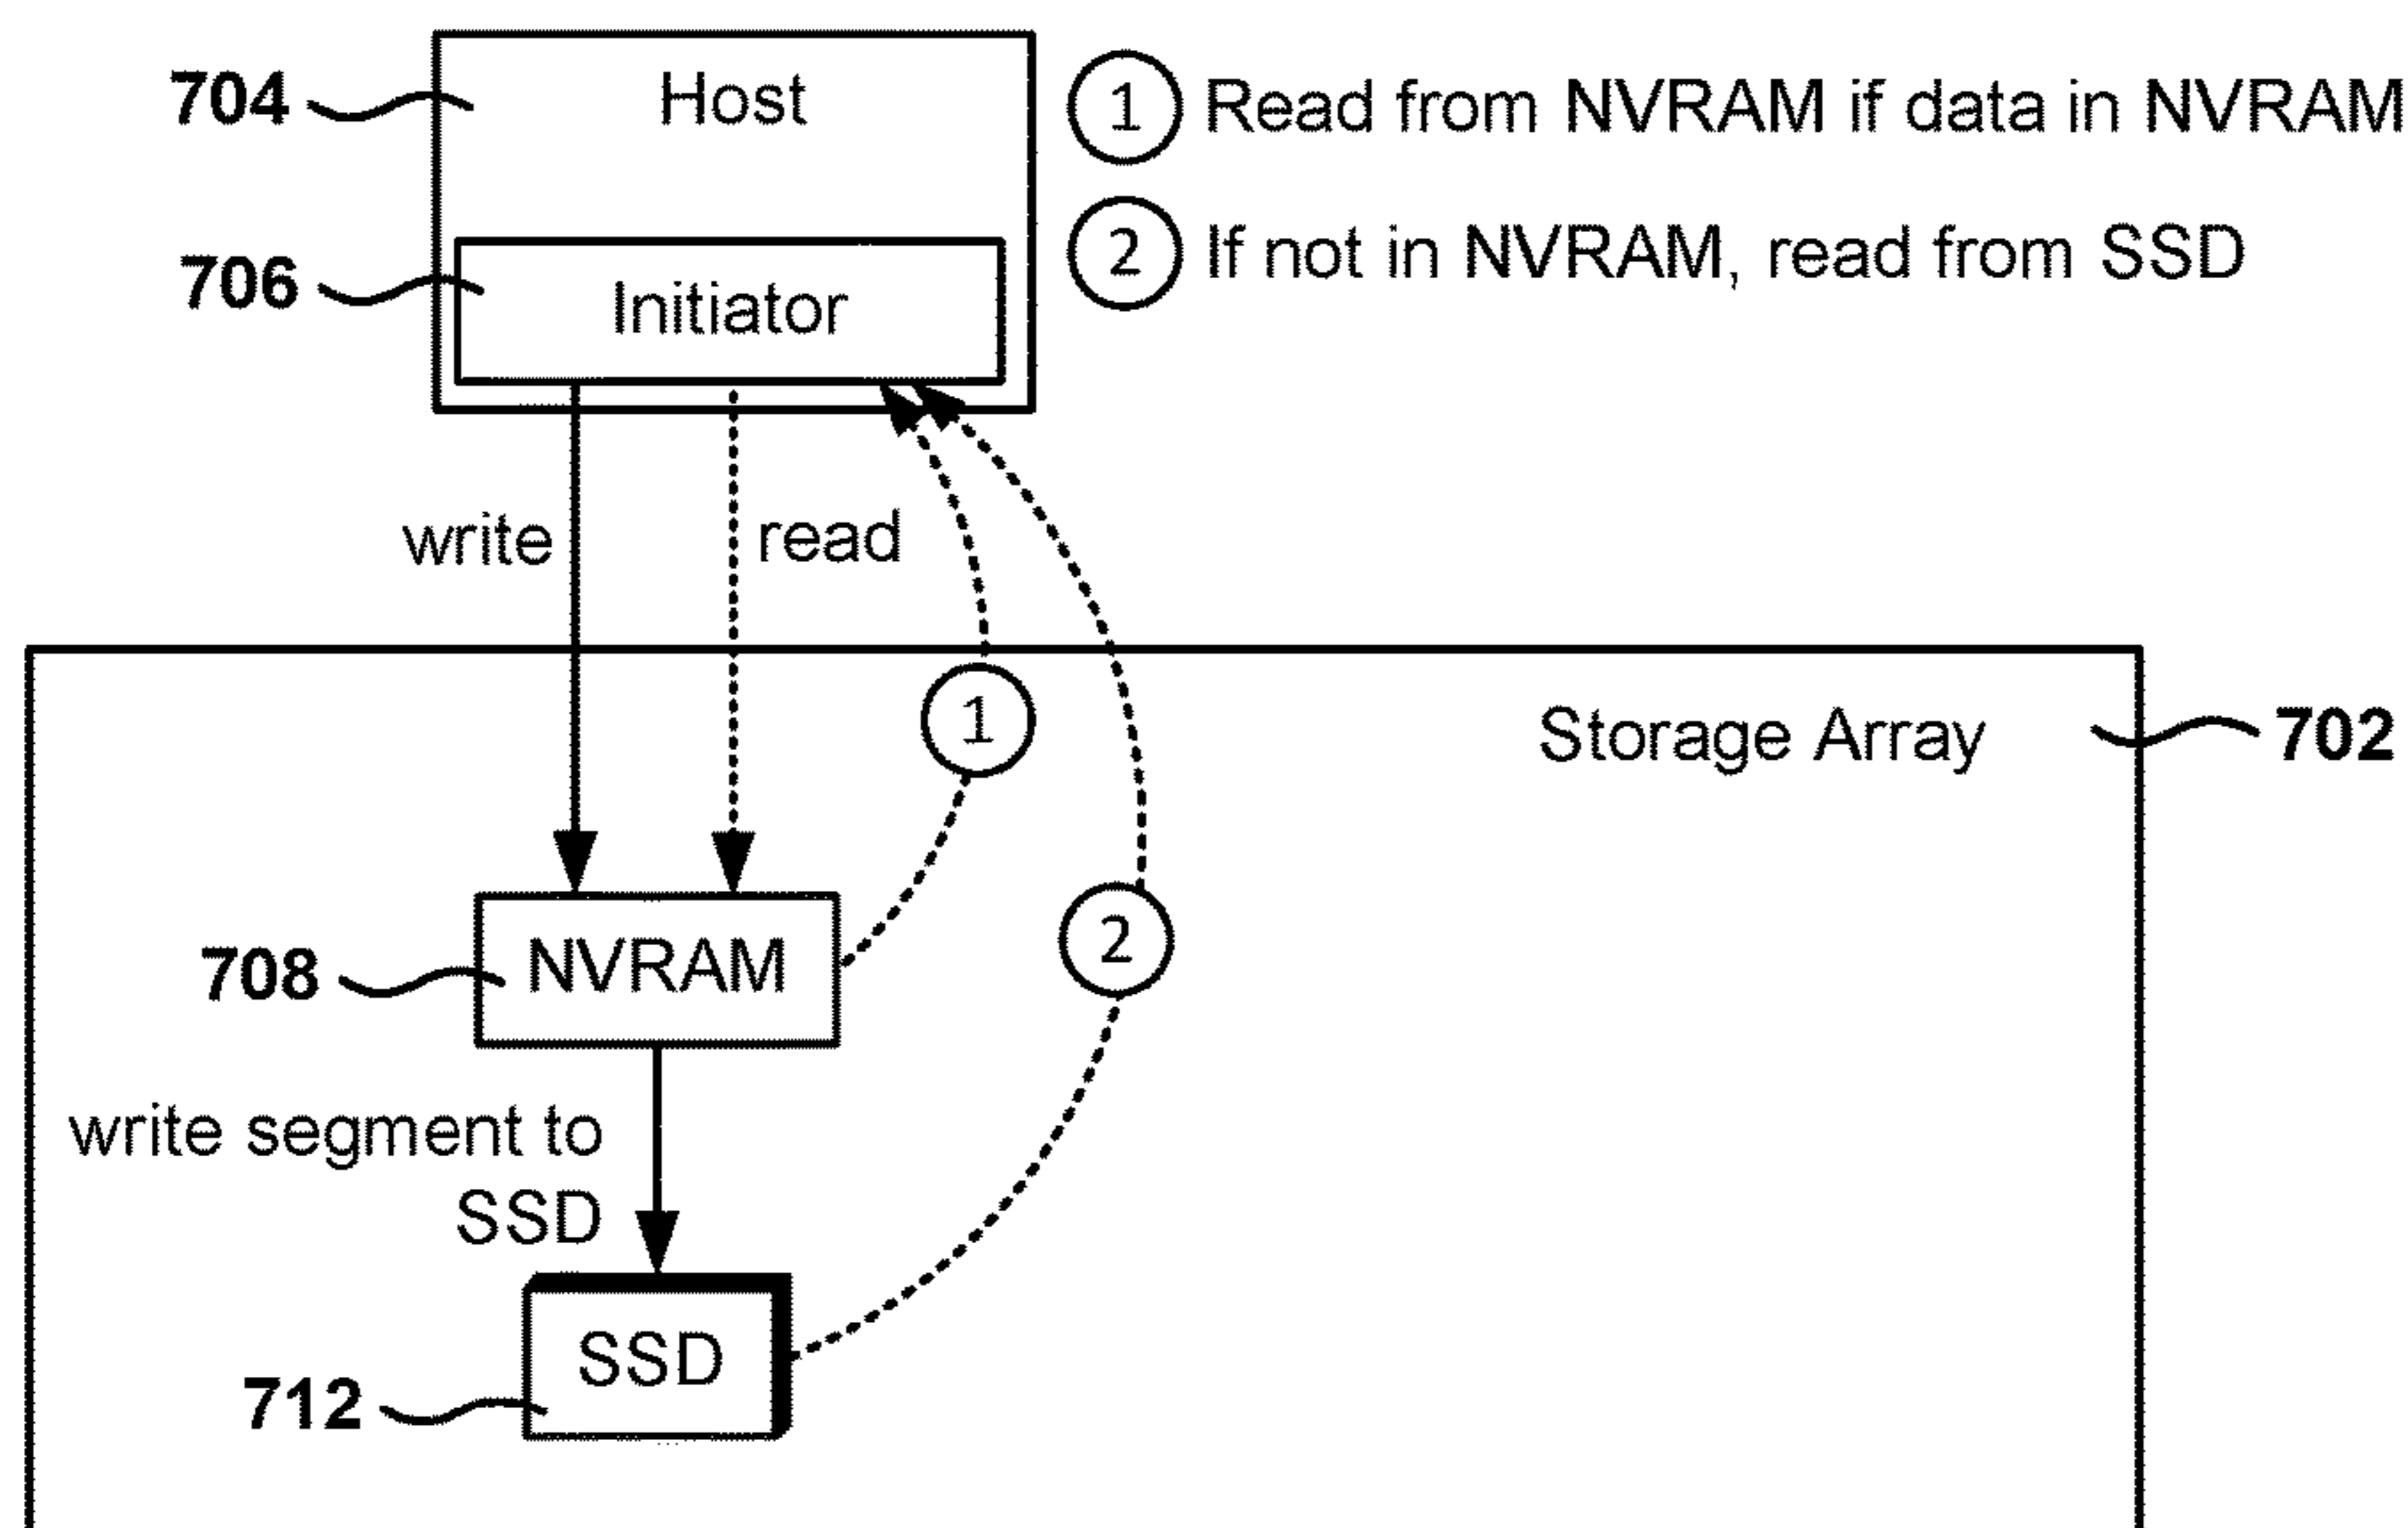 704
Host
① Read from NVRAM if data in NVRAM
② If not in NVRAM, read from SSD
706
Initiator
write
read
①
Storage Array
702
②
708
NVRAM
write segment to
SSD
SSD
712